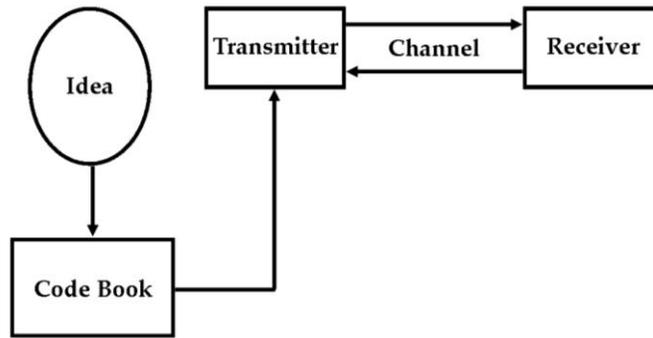 Transmitter
Channel
Receiver
Idea
Code Book